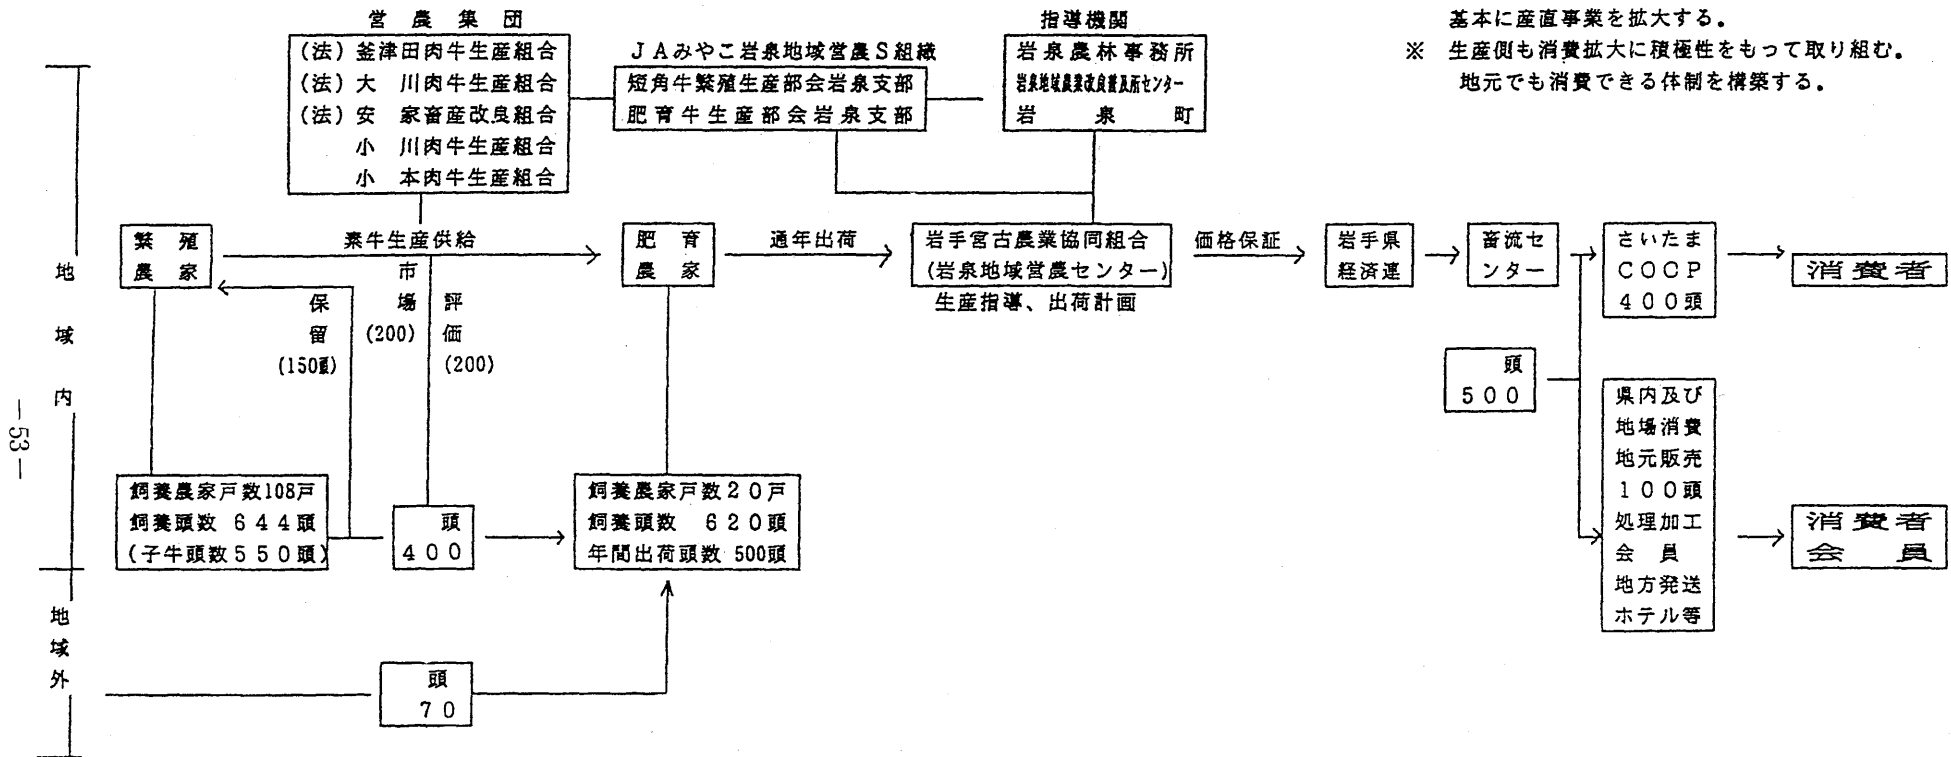 営農集団
(法)釜津田肉牛生産組合
(法)大 川肉牛生産組合
(法)安 家畜産改良組合
小 川肉牛生産組合
小 本肉牛生産組合
JAみやこ岩泉地域営農S組織
短角牛繁殖生産部会岩泉支部
肥育牛生産部会岩泉支部
指導機関
岩泉農林事務所
岩泉地域農業改良普及所センター
岩泉町
基本に産直事業を拡大する。
※ 生産側も消費拡大に積極性をもって取り組む。
地元でも消費できる体制を構築する。
地域内
繁殖
農家
素牛生産供給
市場
(200)
評価
(200)
保留
(150頭)
肥育
農家
通年出荷
岩手宮古農業協同組合
(岩泉地域営農センター)
生産指導、出荷計画
価格保証
岩手県
経済連
畜流セ
ンター
さいたま
COCP
400頭
消費者
頭
500
県内及び
地場消費
地元販売
100頭
処理加工
会員
地方発送
ホテル等
消費者
会員
飼養農家戸数108戸
飼養頭数 644頭
(子牛頭数550頭)
頭
400
飼養農家戸数20戸
飼養頭数 620頭
年間出荷頭数 500頭
地域外
頭
70
—53—